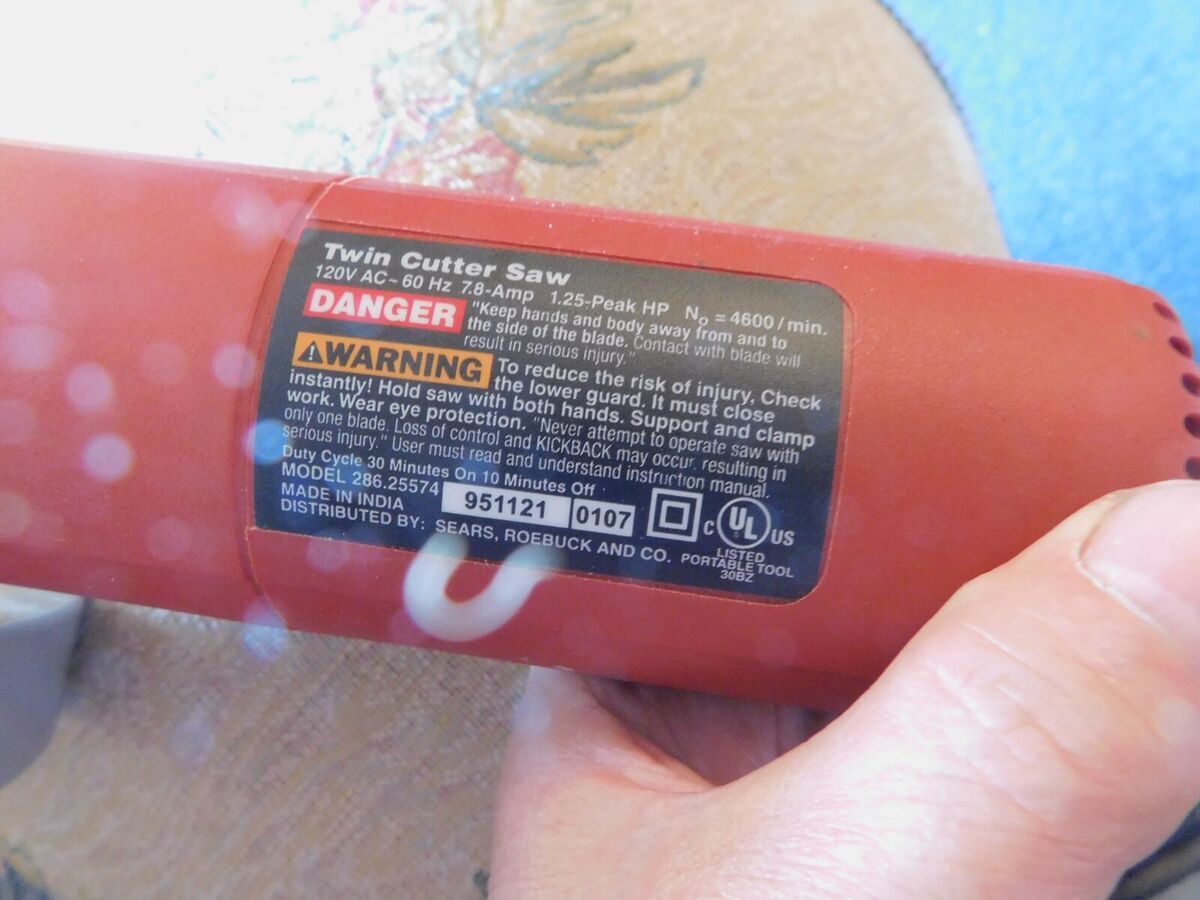 Twin Cutter Saw
120V AC~ 60 Hz 7.8-Amp 1.25-Peak HP No = 4600 / min.
DANGER "Keep hands and body away from and to
the side of the blade. Contact with blade will
result in serious injury."
WARNING To reduce the risk of injury, Check
the lower guard. It must close
instantly! Hold saw with both hands. Support and clamp
work. Wear eye protection. "Never attempt to operate saw with
only one blade. Loss of control and KICKBACK may occur, resulting in
serious injury." User must read and understand instruction manual.
Duty Cycle 30 Minutes On 10 Minutes Off
MODEL 286.25574 951121 0107
MADE IN INDIA
DISTRIBUTED BY: SEARS, ROEBUCK AND CO.
C UL US
LISTED
PORTABLE TOOL
30BZ